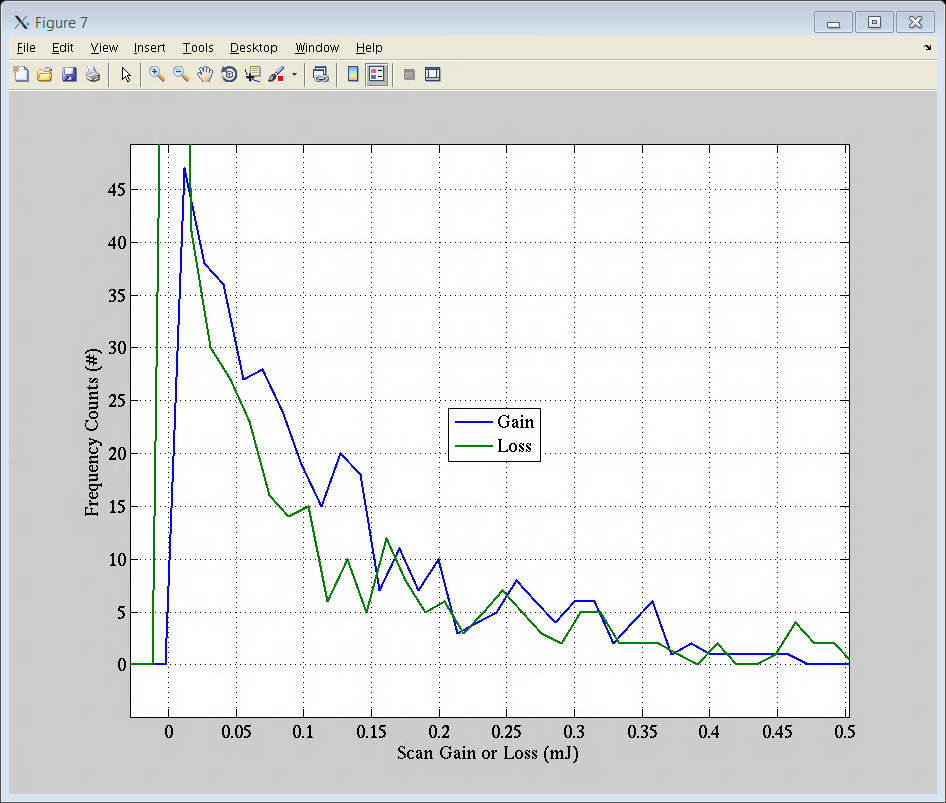 Figure 7
File Edit View Insert Tools Desktop Window Help
45
40
35
30
25
20
15
10
5
0
Frequency Counts (#)
Gain
Loss
0 0.05 0.1 0.15 0.2 0.25 0.3 0.35 0.4 0.45 0.5
Scan Gain or Loss (mJ)